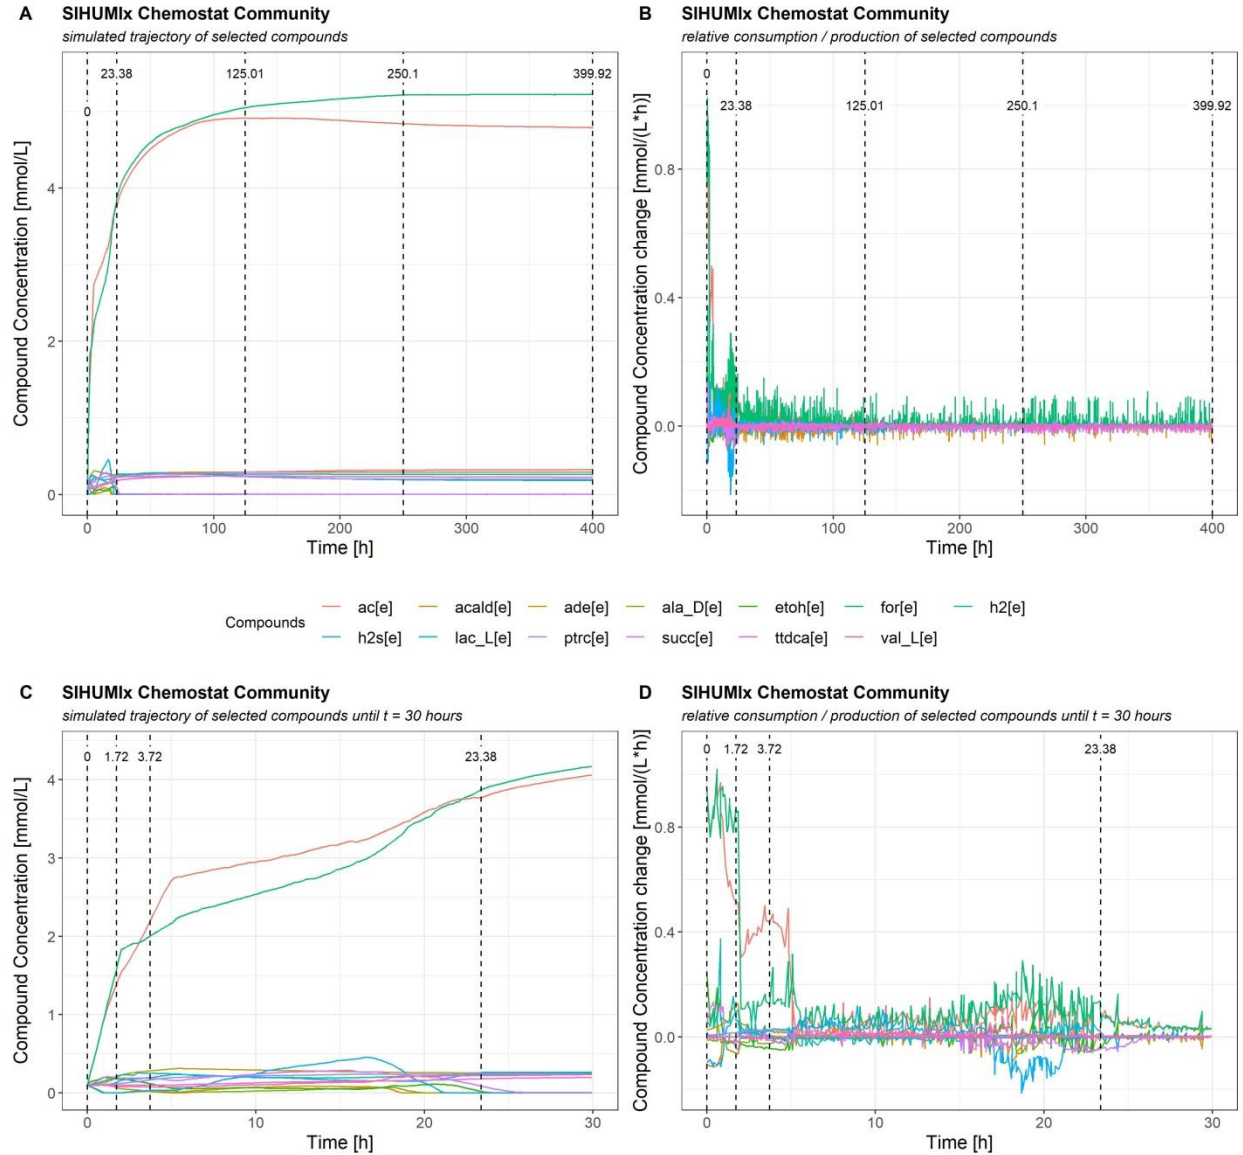 A SIHUMIx Chemostat Community
simulated trajectory of selected compounds
0 23.38 125.01 250.1 399.92
Compound Concentration [mmol/L]
4
2
0
0 100 200 300 400
Time [h]
B SIHUMIx Chemostat Community
relative consumption / production of selected compounds
0 23.38 125.01 250.1 399.92
Compound Concentration change [mmol/(L*h)]
0.8
0.4
0.0
0 100 200 300 400
Time [h]
Compounds
ac[e] acald[e] ade[e] ala_D[e] etoh[e] for[e] h2[e]
h2s[e] lac_L[e] ptrc[e] succ[e] ttdca[e] val_L[e]
C SIHUMIx Chemostat Community
simulated trajectory of selected compounds until t = 30 hours
0 1.72 3.72 23.38
Compound Concentration [mmol/L]
4
3
2
1
0
0 10 20 30
Time [h]
D SIHUMIx Chemostat Community
relative consumption / production of selected compounds until t = 30 hours
0 1.72 3.72 23.38
Compound Concentration change [mmol/(L*h)]
0.8
0.4
0.0
0 10 20 30
Time [h]